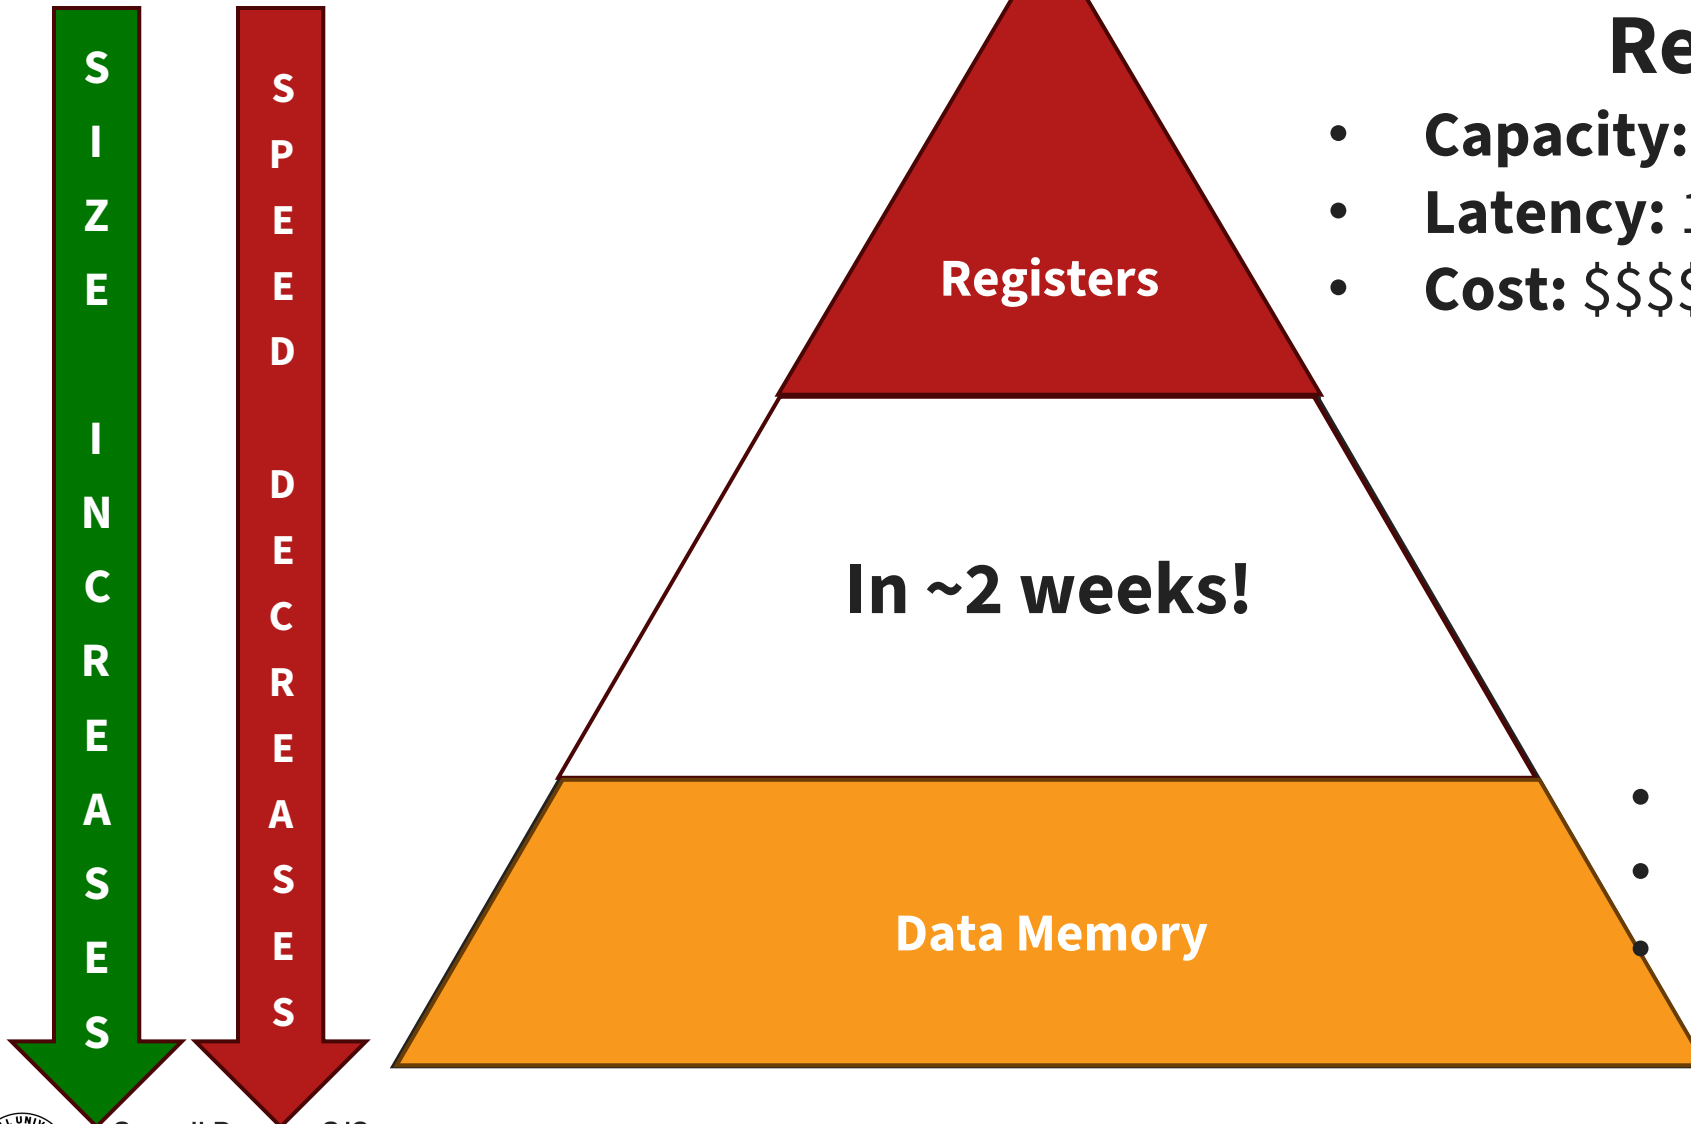 SIZE INCREASES
SPEED DECREASES
Registers
In ~2 weeks!
Data Memory
• Capacity:
• Latency:
• Cost: $$$$
•
•
•